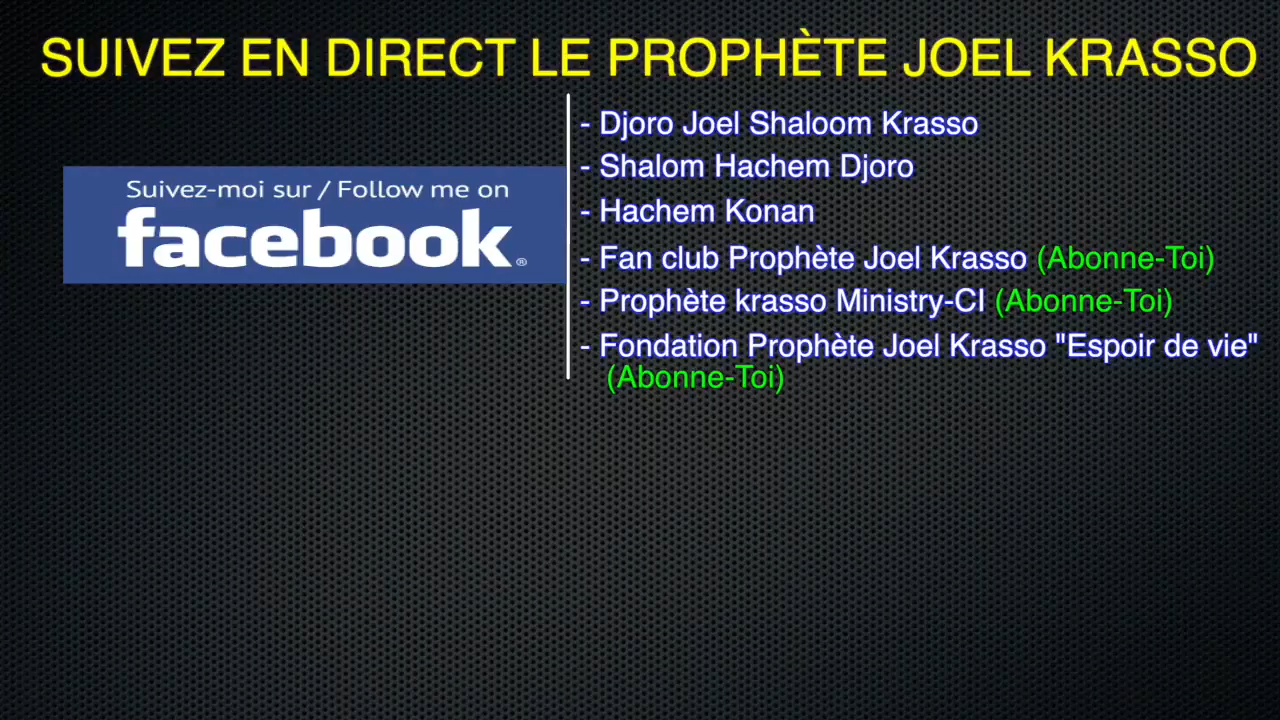 SUIVEZ EN DIRECT LE PROPHÈTE JOEL KRASSO
Suivez-moi sur / Follow me on
facebook®
- Djoro Joel Shaloom Krasso
- Shalom Hachem Djoro
- Hachem Konan
- Fan club Prophète Joel Krasso (Abonne-Toi)
- Prophète krasso Ministry-CI (Abonne-Toi)
- Fondation Prophète Joel Krasso "Espoir de vie"
(Abonne-Toi)